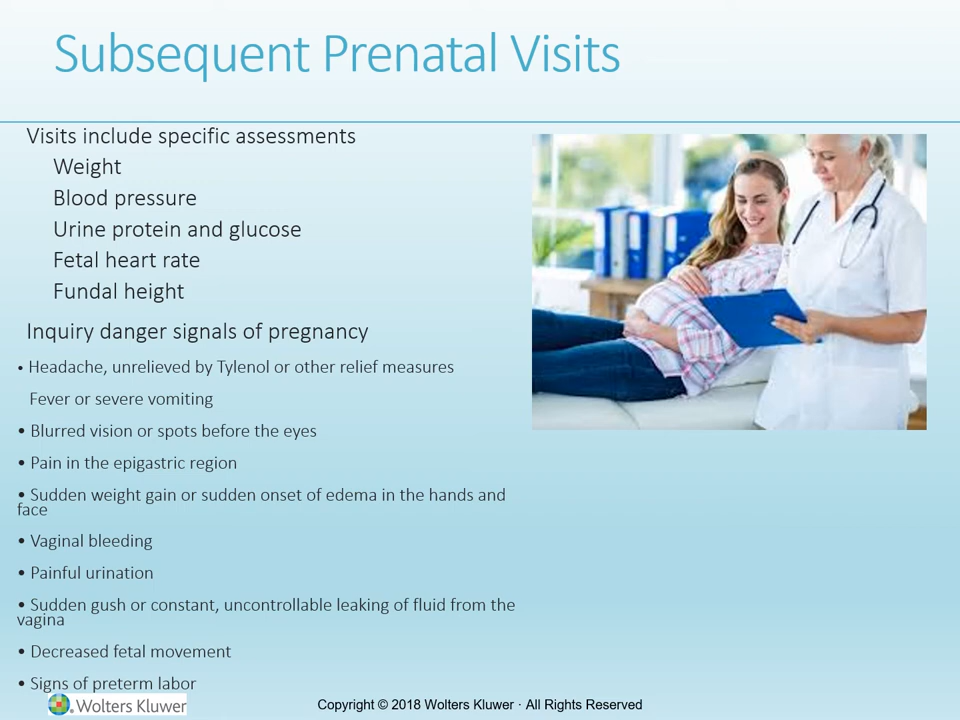 Subsequent Prenatal Visits
Visits include specific assessments
Weight
Blood pressure
Urine protein and glucose
Fetal heart rate
Fundal height
Inquiry danger signals of pregnancy
• Headache, unrelieved by Tylenol or other relief measures
Fever or severe vomiting
• Blurred vision or spots before the eyes
• Pain in the epigastric region
• Sudden weight gain or sudden onset of edema in the hands and
face
• Vaginal bleeding
• Painful urination
• Sudden gush or constant, uncontrollable leaking of fluid from the
vagina
• Decreased fetal movement
• Signs of preterm labor
Wolters Kluwer
Copyright © 2018 Wolters Kluwer · All Rights Reserved